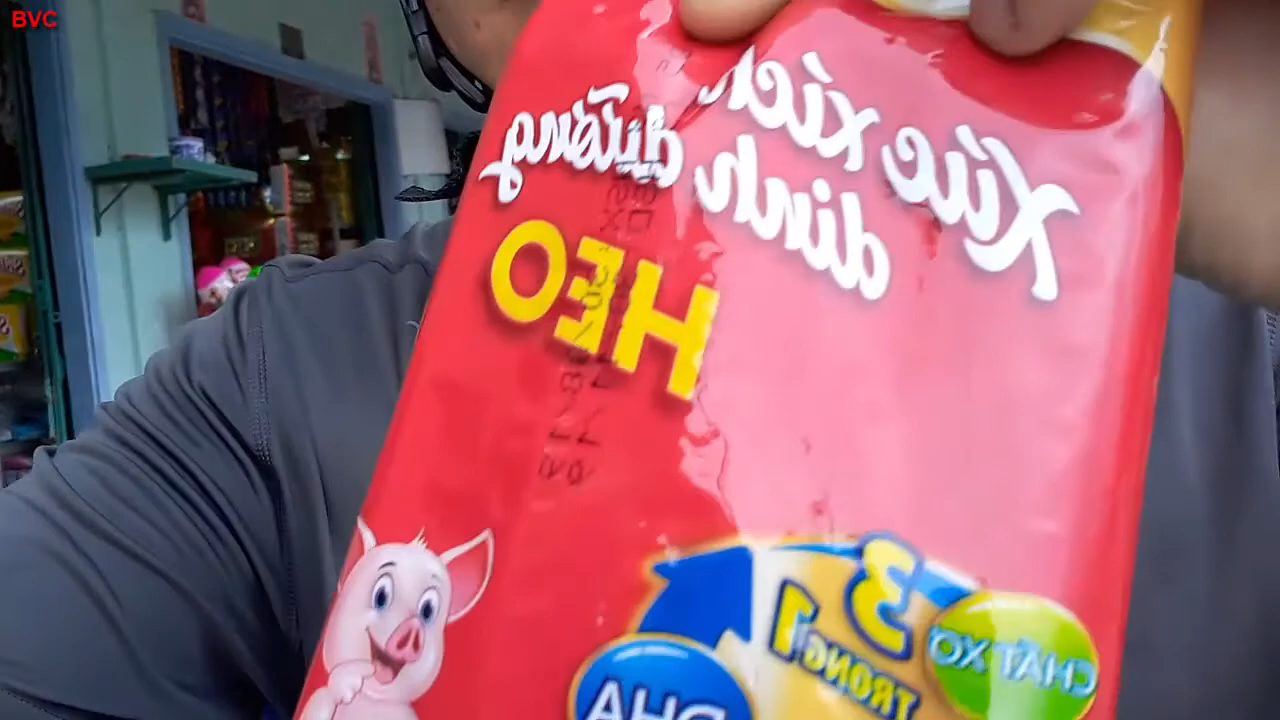 BVC
Xúc xích
dinh dưỡng
HEO
3
TRONG 1
CHẤT XƠ
DHA